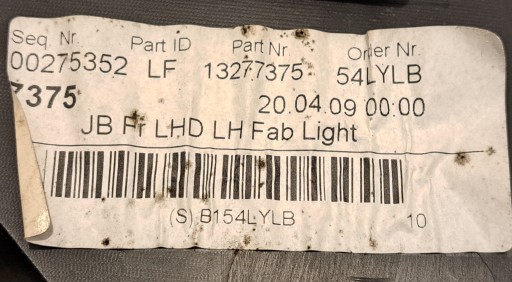 Seq Nr. Part ID Part Nr. Order Nr.
00275352 LF 13277375 54LYLB
7375 20.04.09 00:00
JB Fr LHD LH Fab Light
(S) B154LYLB 10